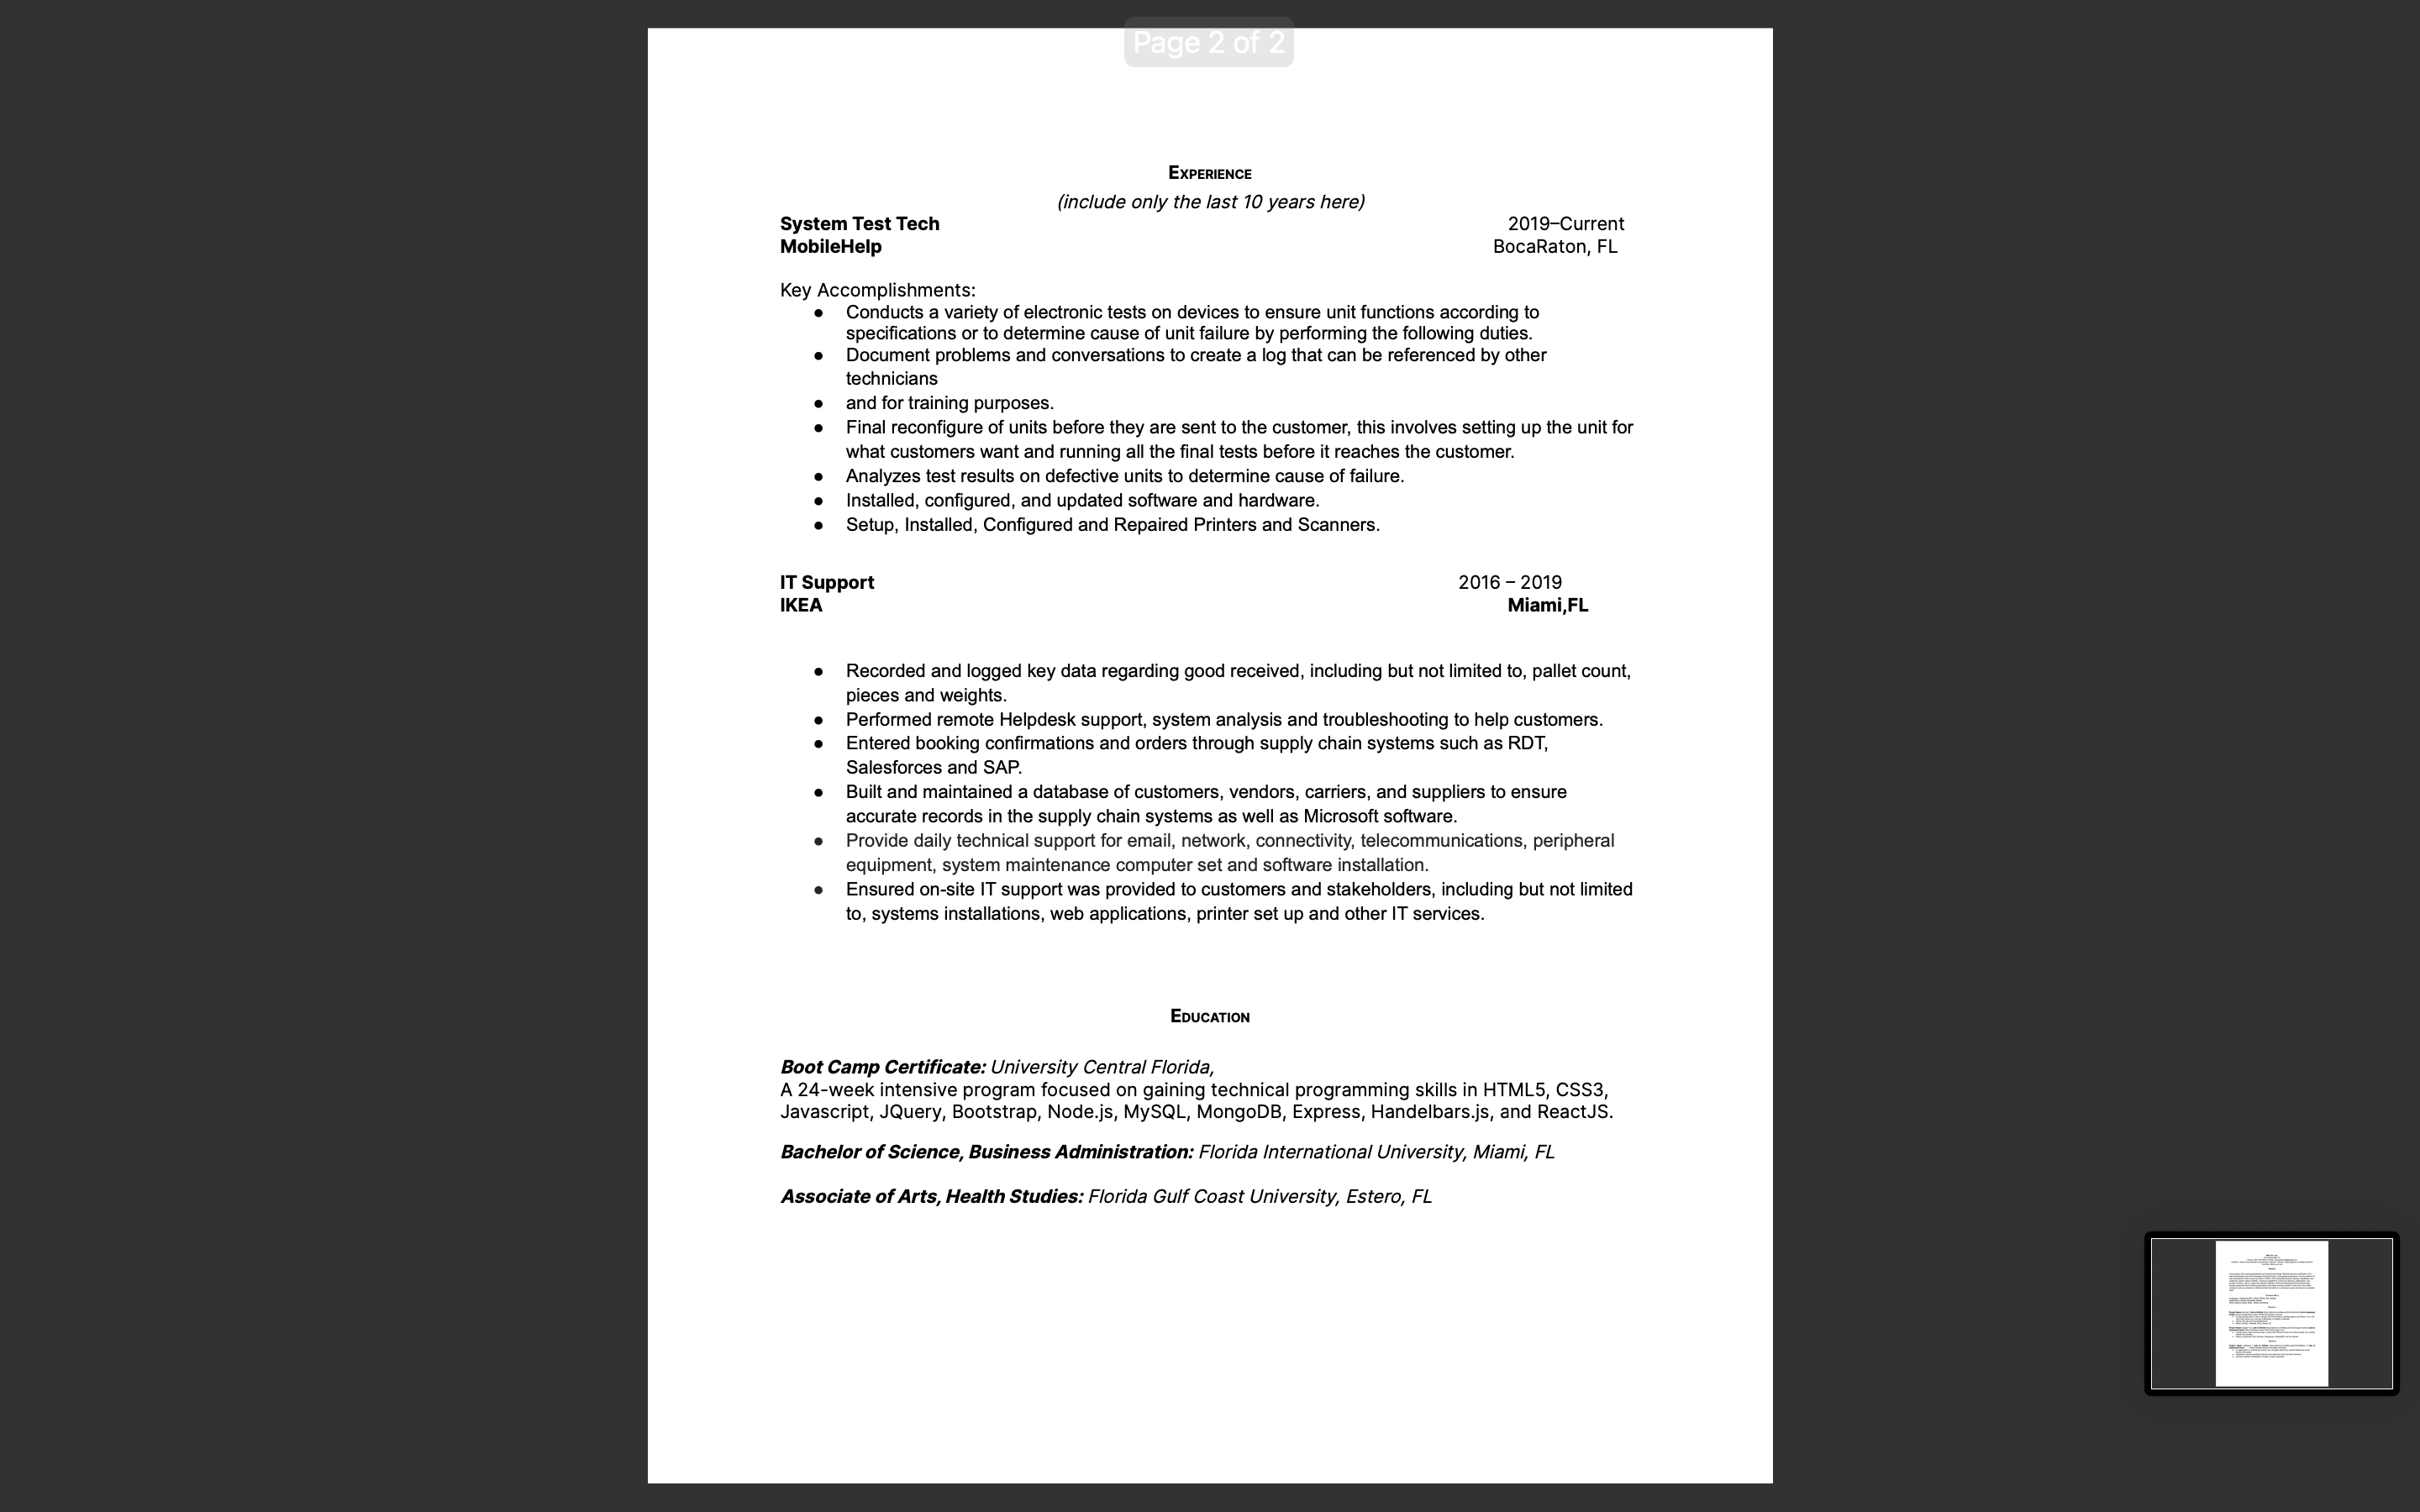 Page 2 of 2
Experience
(include only the last 10 years here)
System Test Tech 2019–Current
MobileHelp BocaRaton, FL
Key Accomplishments:
● Conducts a variety of electronic tests on devices to ensure unit functions according to
specifications or to determine cause of unit failure by performing the following duties.
● Document problems and conversations to create a log that can be referenced by other
technicians
● and for training purposes.
● Final reconfigure of units before they are sent to the customer, this involves setting up the unit for
what customers want and running all the final tests before it reaches the customer.
● Analyzes test results on defective units to determine cause of failure.
● Installed, configured, and updated software and hardware.
● Setup, Installed, Configured and Repaired Printers and Scanners.
IT Support 2016 – 2019
IKEA Miami,FL
● Recorded and logged key data regarding good received, including but not limited to, pallet count,
pieces and weights.
● Performed remote Helpdesk support, system analysis and troubleshooting to help customers.
● Entered booking confirmations and orders through supply chain systems such as RDT,
Salesforces and SAP.
● Built and maintained a database of customers, vendors, carriers, and suppliers to ensure
accurate records in the supply chain systems as well as Microsoft software.
● Provide daily technical support for email, network, connectivity, telecommunications, peripheral
equipment, system maintenance computer set and software installation.
● Ensured on-site IT support was provided to customers and stakeholders, including but not limited
to, systems installations, web applications, printer set up and other IT services.
Education
Boot Camp Certificate: University Central Florida,
A 24-week intensive program focused on gaining technical programming skills in HTML5, CSS3,
Javascript, JQuery, Bootstrap, Node.js, MySQL, MongoDB, Express, Handelbars.js, and ReactJS.
Bachelor of Science, Business Administration: Florida International University, Miami, FL
Associate of Arts, Health Studies: Florida Gulf Coast University, Estero, FL